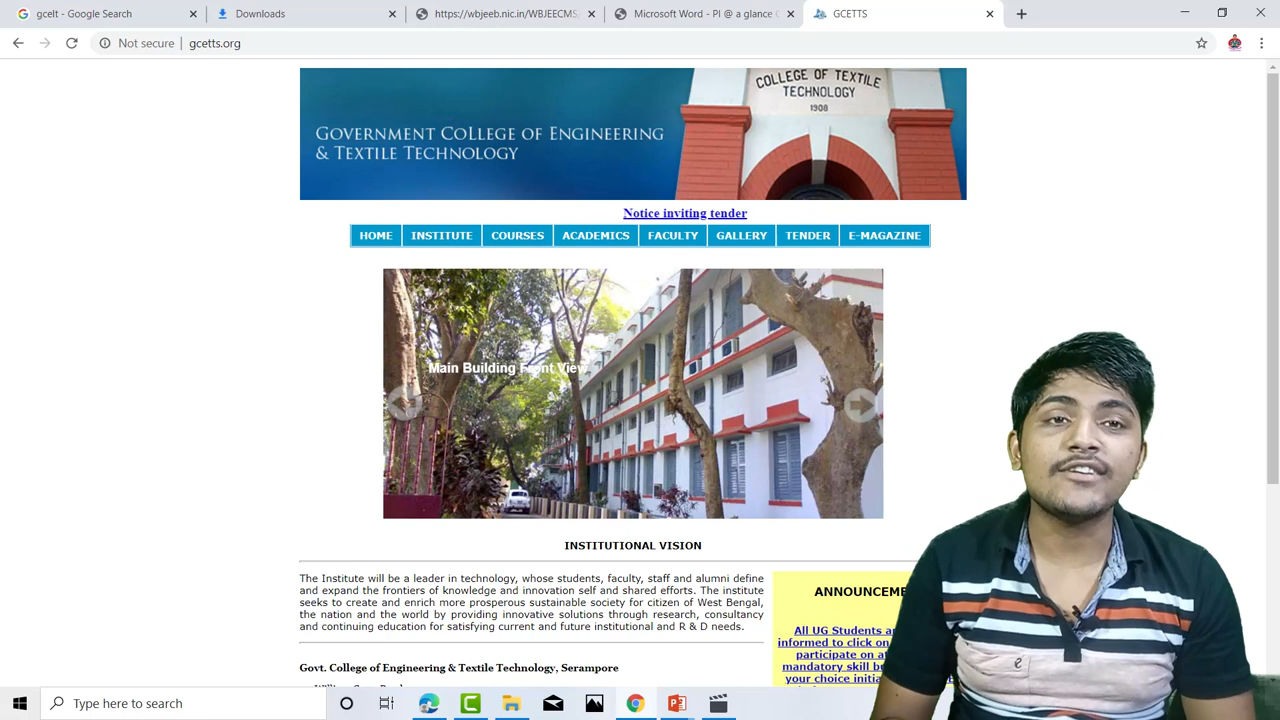 gcelt - Google Search
Downloads
https://wbjeeb.nic.in/WBJEECMS/
Microsoft Word - PI @ a glance
GCETTS
Not secure | gcetts.org
COLLEGE OF TEXTILE
TECHNOLOGY
1908
GOVERNMENT COLLEGE OF ENGINEERING
& TEXTILE TECHNOLOGY
Notice inviting tender
HOME INSTITUTE COURSES ACADEMICS FACULTY GALLERY TENDER E-MAGAZINE
Main Building Front View
INSTITUTIONAL VISION
The Institute will be a leader in technology, whose students, faculty, staff and alumni define
and expand the frontiers of knowledge and innovation self and shared efforts. The institute
seeks to create and enrich more prosperous sustainable society for citizen of West Bengal,
the nation and the world by providing innovative solutions through research, consultancy
and continuing education for satisfying current and future institutional and R & D needs.
Govt. College of Engineering & Textile Technology, Serampore
ANNOUNCEME
All UG Students
informed to click on
participate on
mandatory skill
your choice
Type here to search